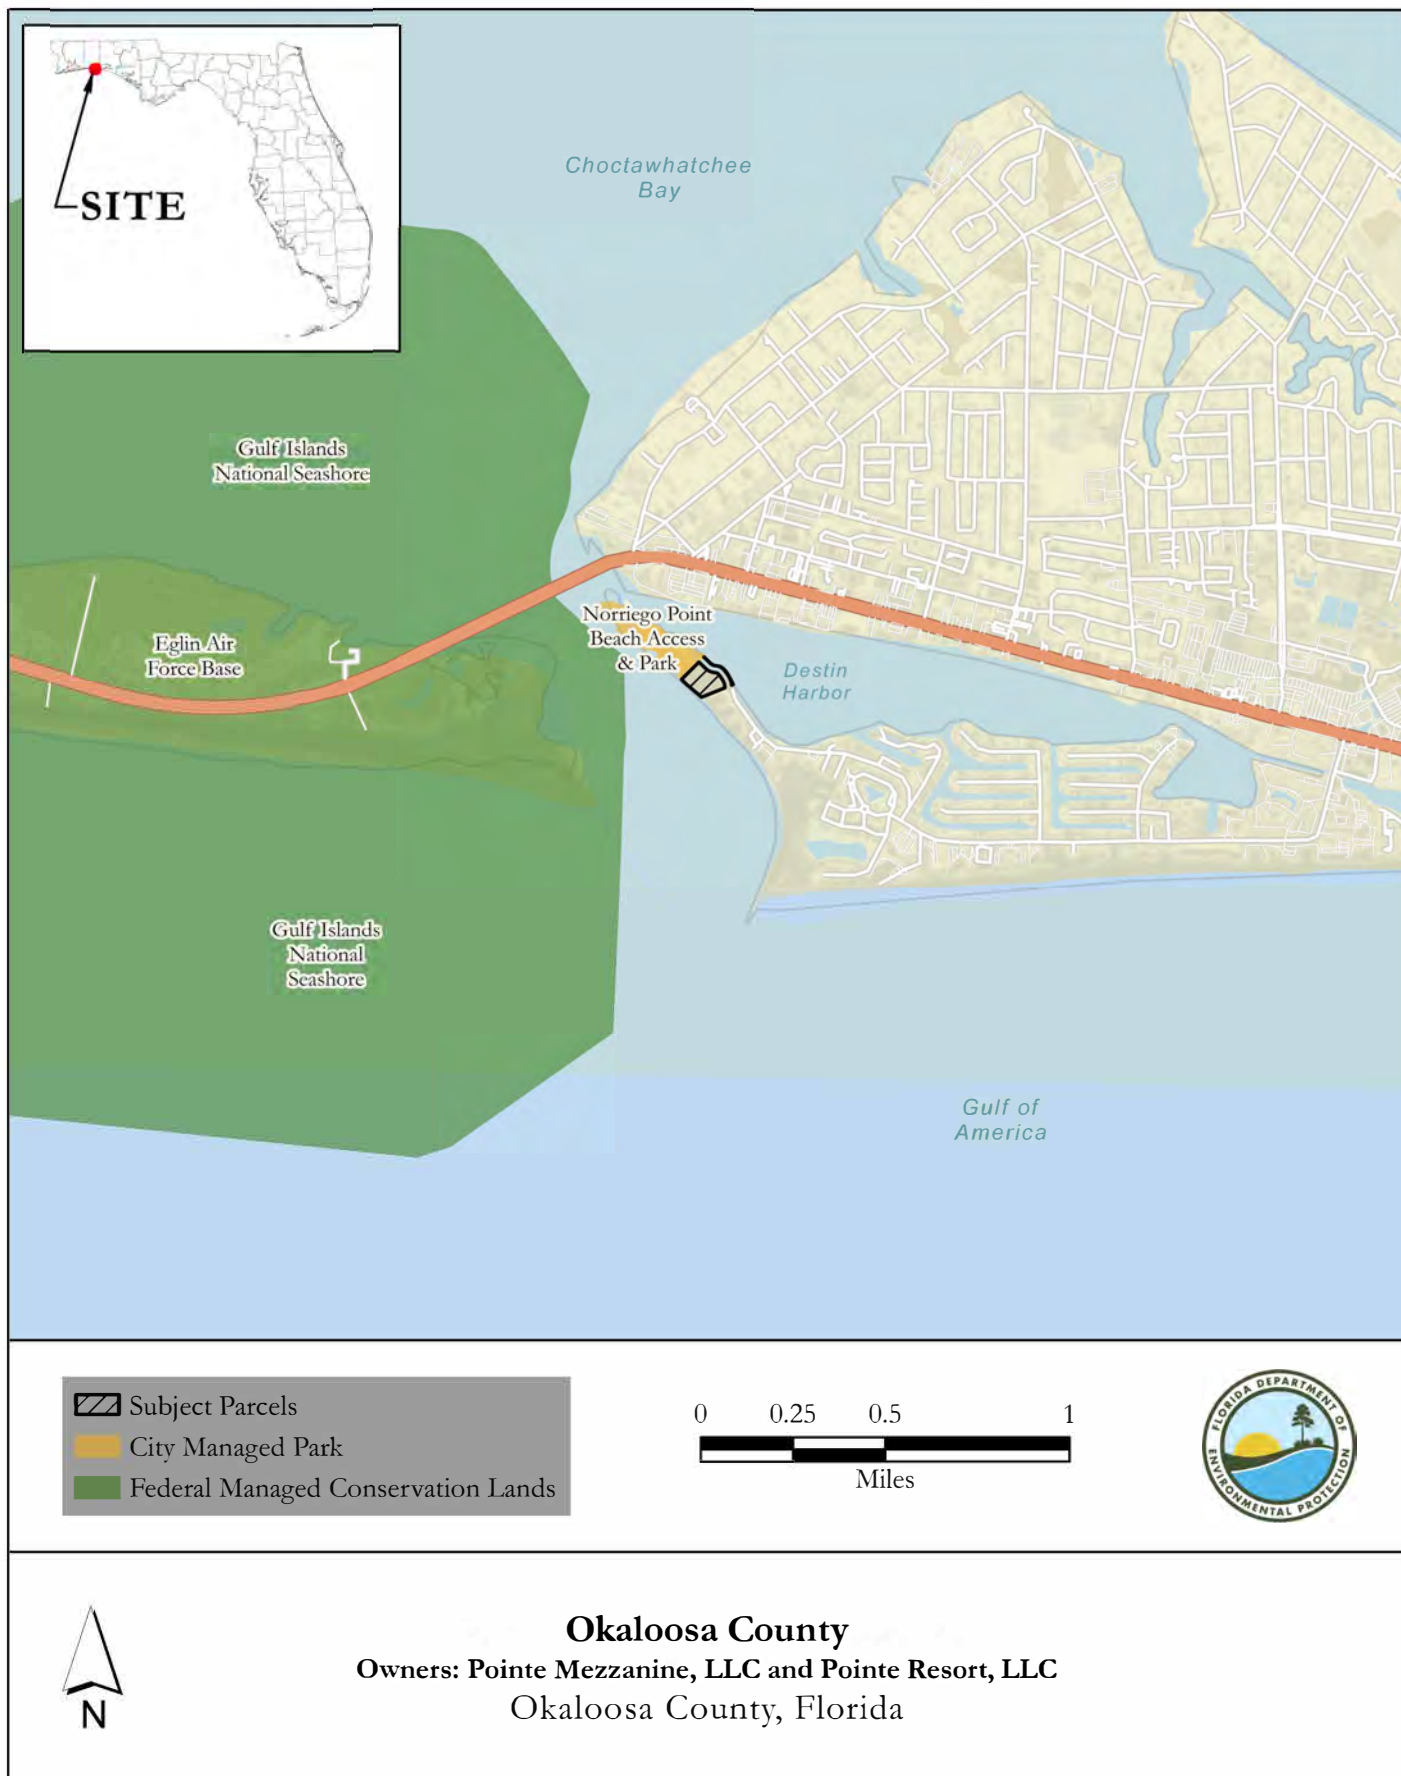 SITE
Choctawhatchee
Bay
Gulf Islands
National Seashore
Eglin Air
Force Base
Norriego Point
Beach Access
& Park
Destin
Harbor
Gulf Islands
National
Seashore
Gulf of
America
Subject Parcels
City Managed Park
Federal Managed Conservation Lands
0 0.25 0.5 1
Miles
FLORIDA DEPARTMENT OF
ENVIRONMENTAL PROTECTION
N
Okaloosa County
Owners: Pointe Mezzanine, LLC and Pointe Resort, LLC
Okaloosa County, Florida